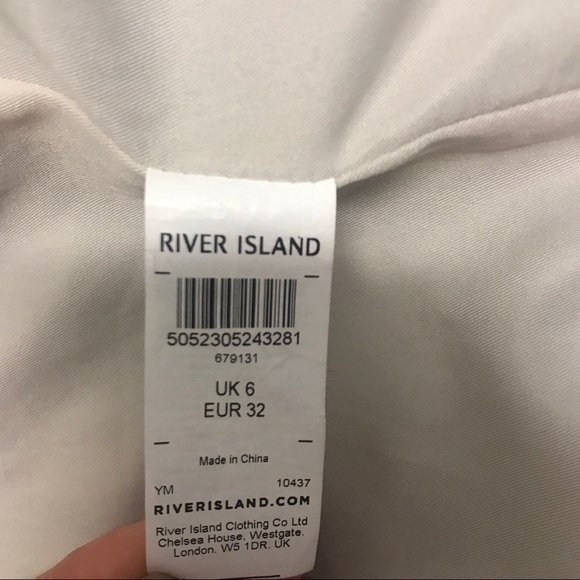 RIVER ISLAND
5052305243281
679131
UK 6
EUR 32
Made in China
YM 10437
RIVERISLAND.COM
River Island Clothing Co Ltd
Chelsea House, Westgate.
London. W5 1DR. UK